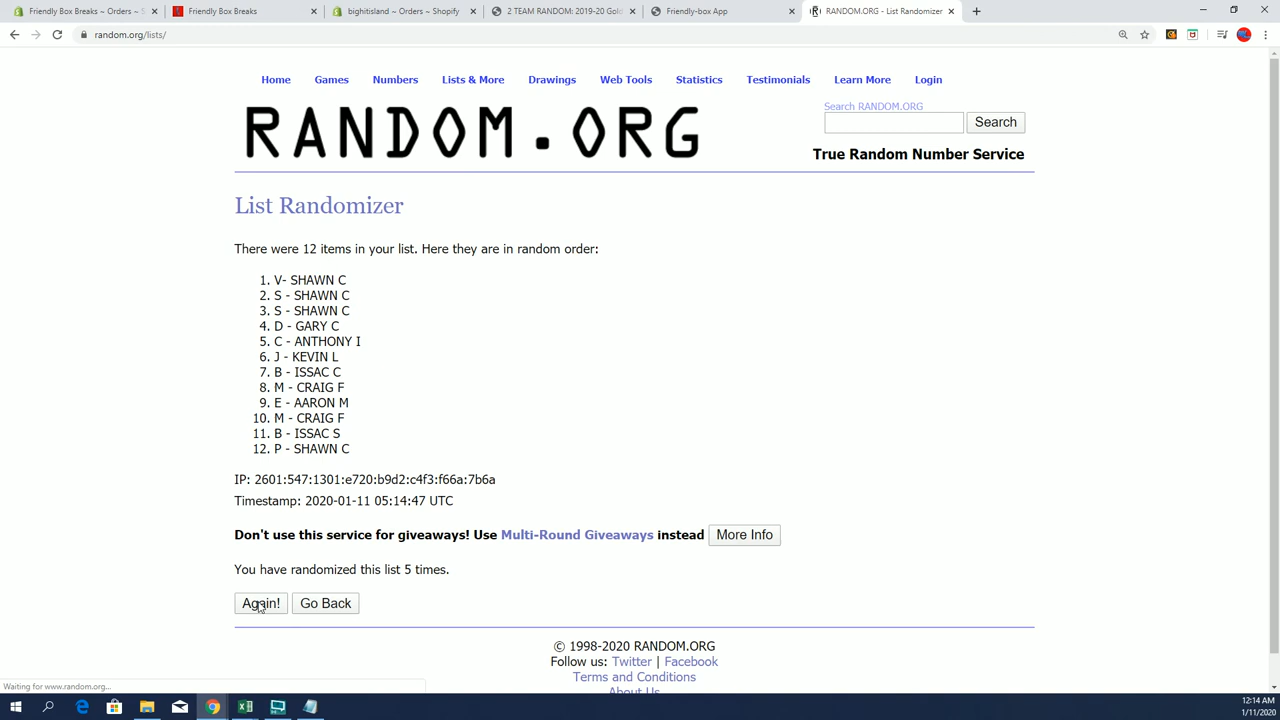 Friendly Box Breaks ~ Orders ~ S
Friendly Box Breaks
bighitisland ~ Orders ~ Shopify
2 TEAM RANDOM: 2019-20 Gold
Friendly-box App
RANDOM.ORG - List Randomizer
random.org/lists/
Home Games Numbers Lists & More Drawings Web Tools Statistics Testimonials Learn More Login
RANDOM.ORG
Search RANDOM.ORG
Search
True Random Number Service
List Randomizer
There were 12 items in your list. Here they are in random order:
1. V- SHAWN C
2. S - SHAWN C
3. S - SHAWN C
4. D - GARY C
5. C - ANTHONY I
6. J - KEVIN L
7. B - ISSAC C
8. M - CRAIG F
9. E - AARON M
10. M - CRAIG F
11. B - ISSAC S
12. P - SHAWN C
IP: 2601:547:1301:e720:b9d2:c4f3:f66a:7b6a
Timestamp: 2020-01-11 05:14:47 UTC
Don't use this service for giveaways! Use Multi-Round Giveaways instead More Info
You have randomized this list 5 times.
Again! Go Back
© 1998-2020 RANDOM.ORG
Follow us: Twitter | Facebook
Terms and Conditions
About Us
Waiting for www.random.org...
12:14 AM
1/11/2020